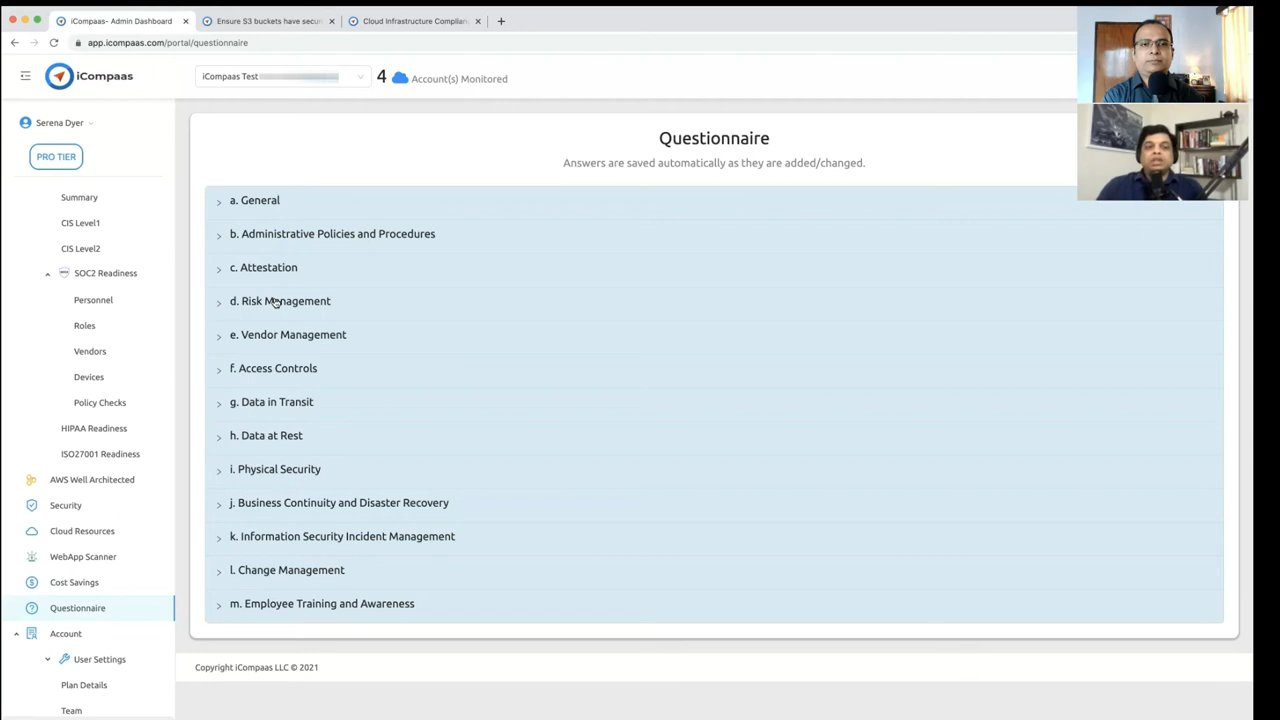 iCompaas- Admin Dashboard
Ensure S3 buckets have secur
Cloud Infrastructure Complian
app.icompaas.com/portal/questionnaire
iCompaas
iCompaas Test
4 Account(s) Monitored
Serena Dyer
PRO TIER
Summary
CIS Level1
CIS Level2
SOC2 Readiness
Personnel
Roles
Vendors
Devices
Policy Checks
HIPAA Readiness
ISO27001 Readiness
AWS Well Architected
Security
Cloud Resources
WebApp Scanner
Cost Savings
Questionnaire
Account
User Settings
Plan Details
Team
Questionnaire
Answers are saved automatically as they are added/changed.
a. General
b. Administrative Policies and Procedures
c. Attestation
d. Risk Management
e. Vendor Management
f. Access Controls
g. Data in Transit
h. Data at Rest
i. Physical Security
j. Business Continuity and Disaster Recovery
k. Information Security Incident Management
l. Change Management
m. Employee Training and Awareness
Copyright iCompaas LLC © 2021